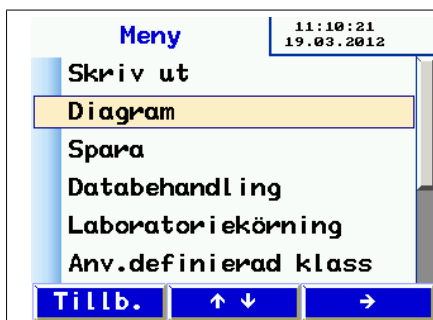 Meny
11:10:21
19.03.2012
Skriv ut
Diagram
Spara
Databehandling
Laboratoriekörning
Anv.definierad klass
Tillb. ↑ ↓ →